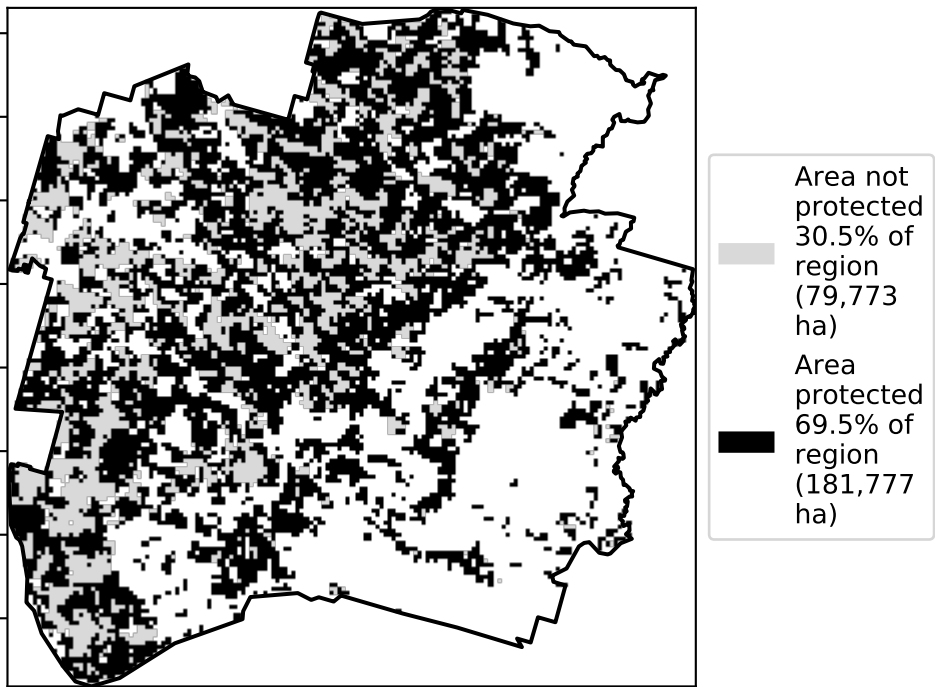 Area not
protected
30.5% of
region
(79,773
ha)
Area
protected
69.5% of
region
(181,777
ha)